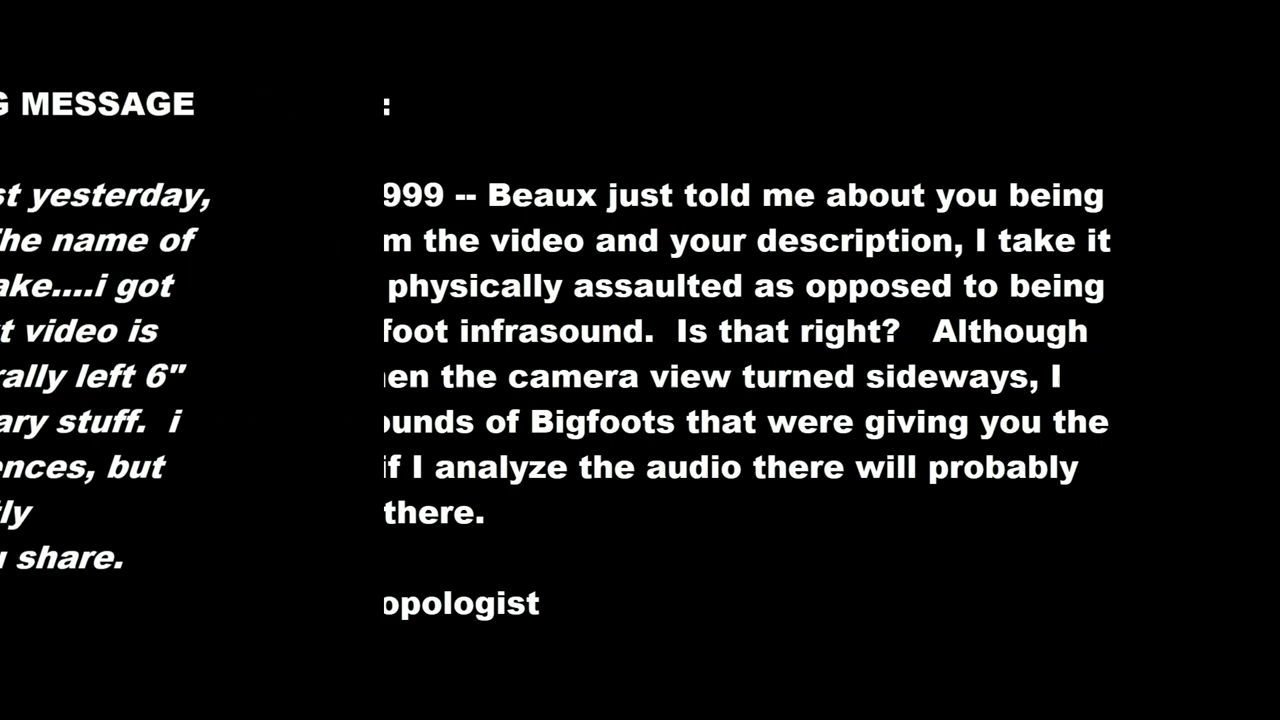 G MESSAGE
st yesterday,
he name of
ake....i got
t video is
rally left 6"
ary stuff.  i
ences, but
tly
u share.
:
999 -- Beaux just told me about you being
m the video and your description, I take it
physically assaulted as opposed to being
foot infrasound.  Is that right?   Although
en the camera view turned sideways, I
ounds of Bigfoots that were giving you the
if I analyze the audio there will probably
there.
opologist